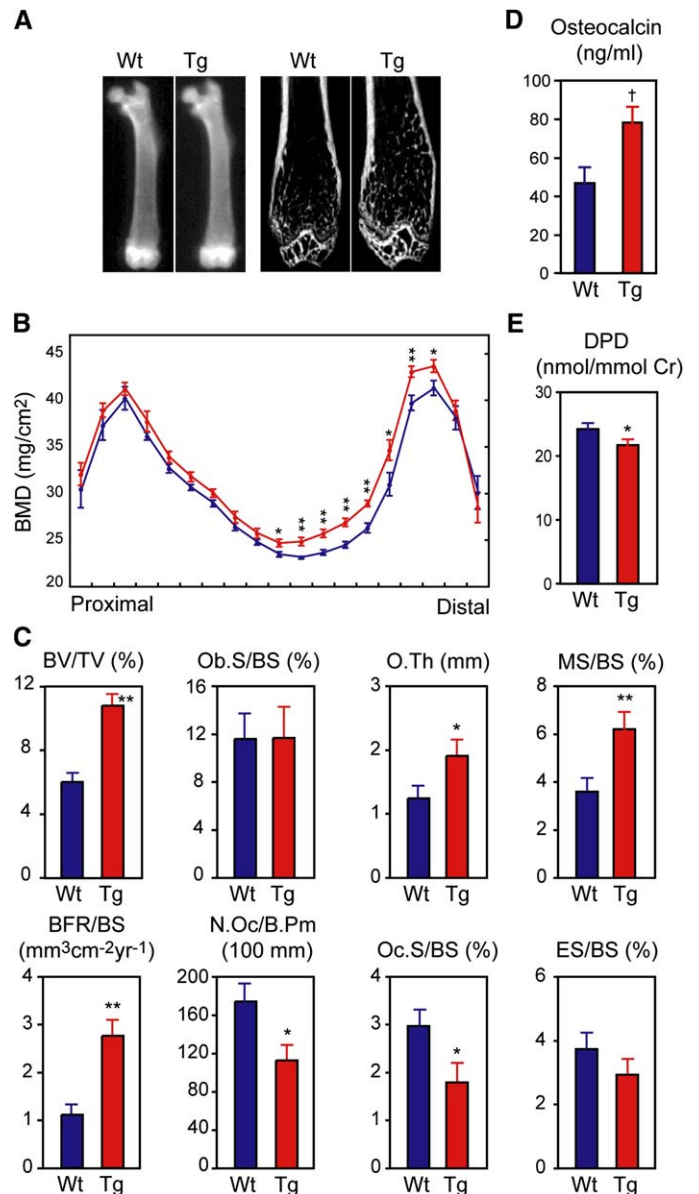 A
Wt Tg Wt Tg
D
Osteocalcin
(ng/ml)
100
80
60
40
20
0
†
Wt Tg
B
BMD (mg/cm2)
45
40
35
30
25
20
* ** ** ** ** * ** *
Proximal Distal
E
DPD
(nmol/mmol Cr)
30
20
10
0
*
Wt Tg
C
BV/TV (%)
12
8
4
0
**
Wt Tg
Ob.S/BS (%)
16
12
8
4
0
Wt Tg
O.Th (mm)
3
2
1
0
*
Wt Tg
MS/BS (%)
8
6
4
2
0
**
Wt Tg
BFR/BS
(mm3cm-2yr-1)
4
3
2
1
0
**
Wt Tg
N.Oc/B.Pm
(100 mm)
200
160
120
80
40
0
*
Wt Tg
Oc.S/BS (%)
4
3
2
1
0
*
Wt Tg
ES/BS (%)
6
4
2
0
Wt Tg